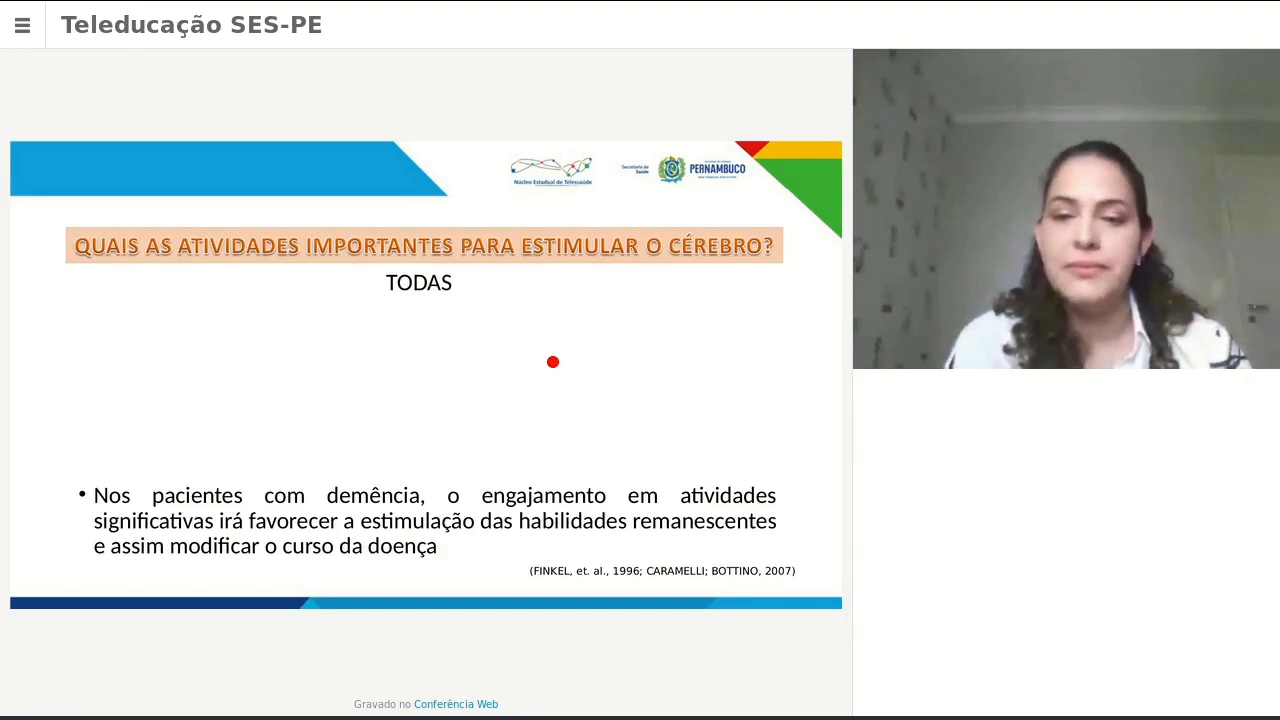 Teleducação SES-PE
Núcleo Estadual de Telessaúde
Secretaria de
Saúde
PERNAMBUCO
QUAIS AS ATIVIDADES IMPORTANTES PARA ESTIMULAR O CÉREBRO?
TODAS
• Nos pacientes com demência, o engajamento em atividades
significativas irá favorecer a estimulação das habilidades remanescentes
e assim modificar o curso da doença
(FINKEL, et. al., 1996; CARAMELLI; BOTTINO, 2007)
Gravado no Conferência Web